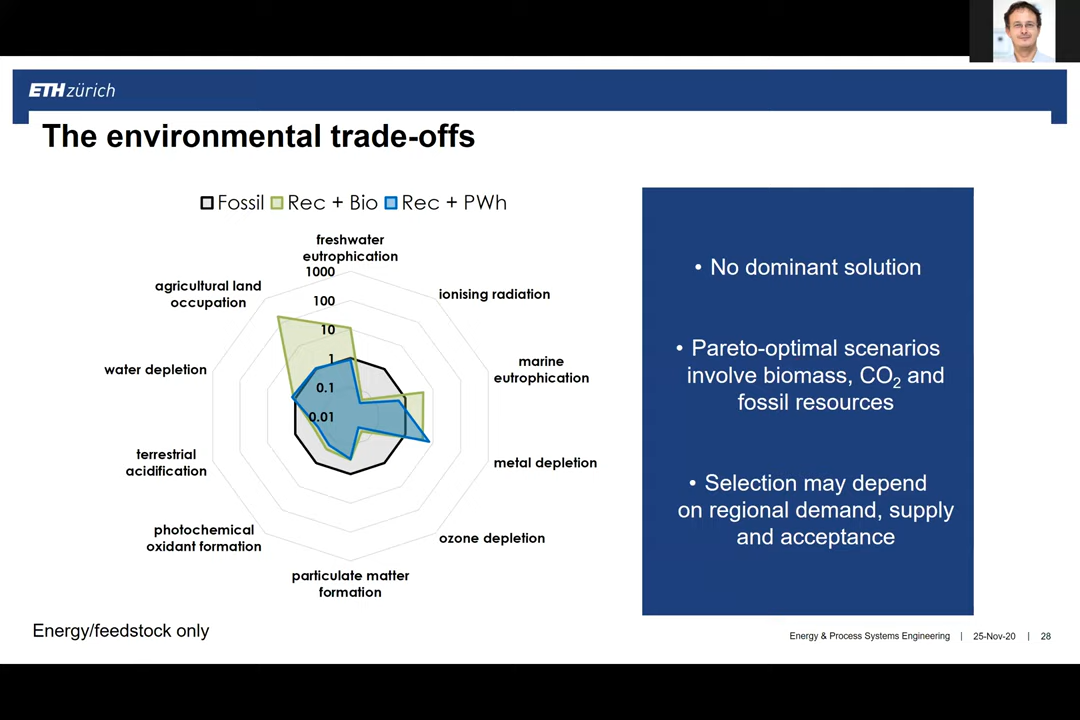 ETH zürich
The environmental trade-offs
Fossil Rec + Bio Rec + PWh
freshwater
eutrophication
1000
agricultural land
occupation
ionising radiation
100
10
water depletion
1
marine
eutrophication
0.1
0.01
terrestrial
acidification
metal depletion
photochemical
oxidant formation
ozone depletion
particulate matter
formation
• No dominant solution
• Pareto-optimal scenarios
involve biomass, CO₂ and
fossil resources
• Selection may depend
on regional demand, supply
and acceptance
Energy/feedstock only
Energy & Process Systems Engineering | 25-Nov-20 | 28